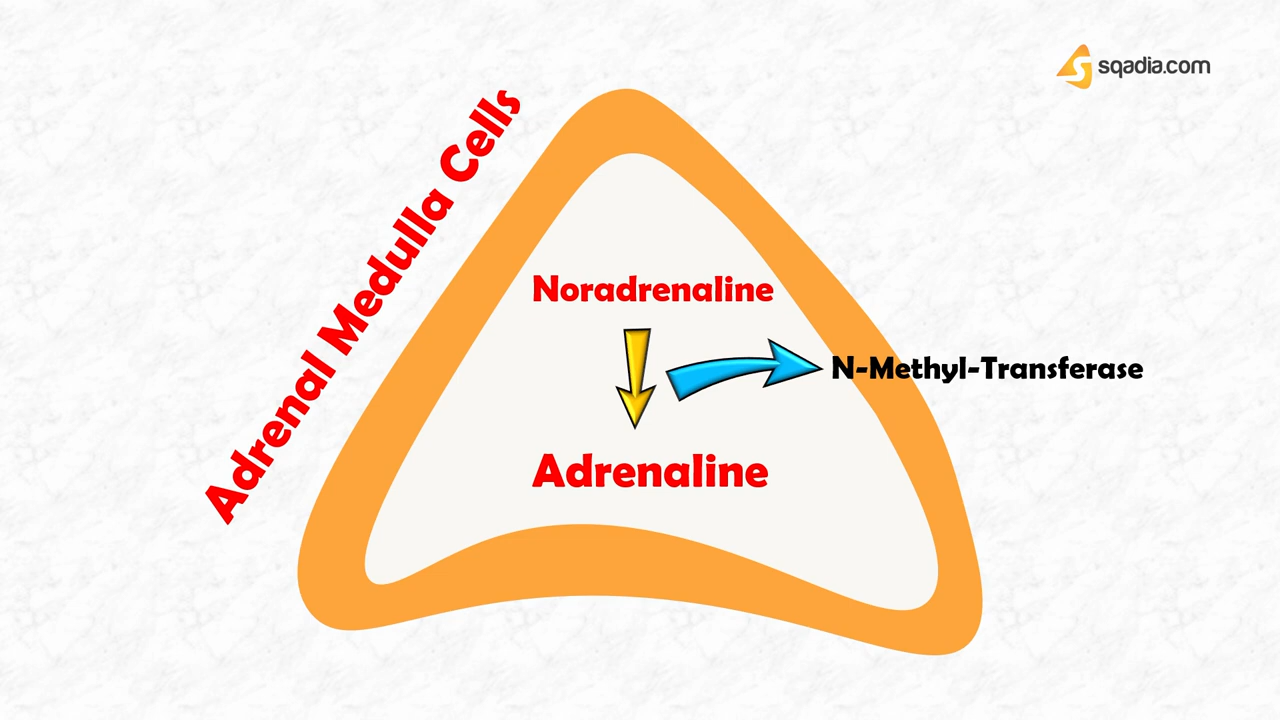 sqadia.com
Adrenal Medulla Cells
Noradrenaline
N-Methyl-Transferase
Adrenaline